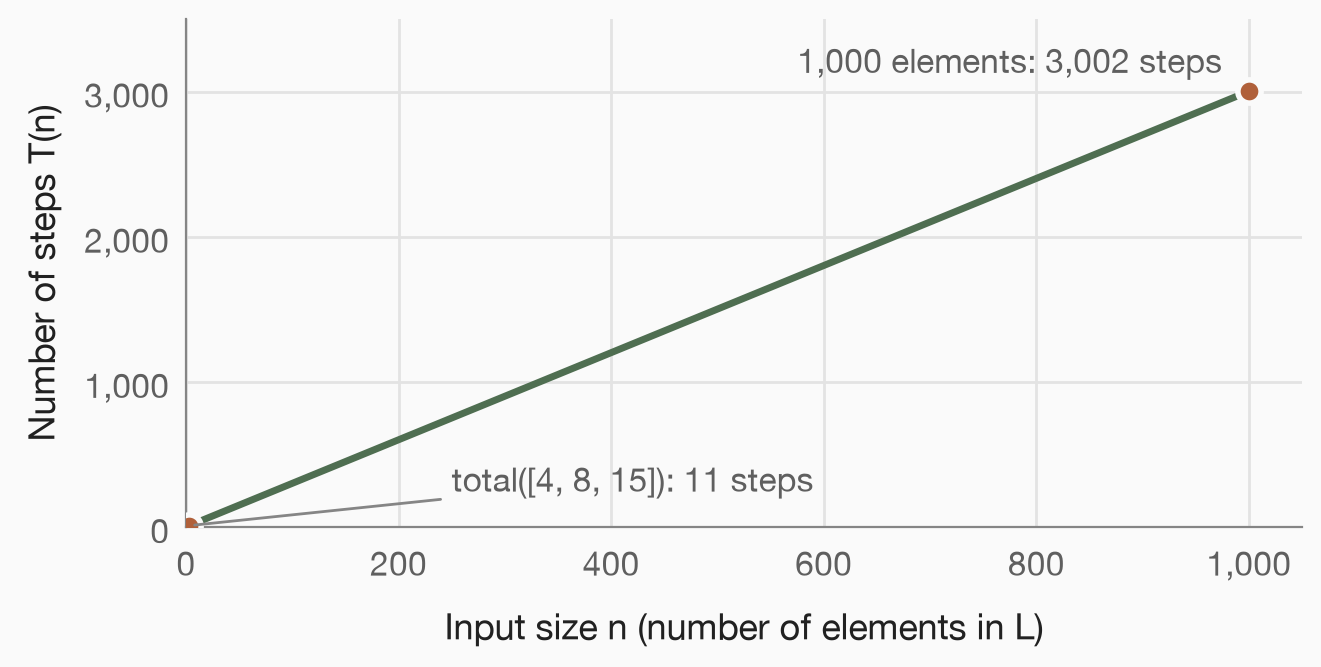 1,000 elements: 3,002 steps
Number of steps T(n)
3,000
2,000
1,000
0
total([4, 8, 15]): 11 steps
0 200 400 600 800 1,000
Input size n (number of elements in L)